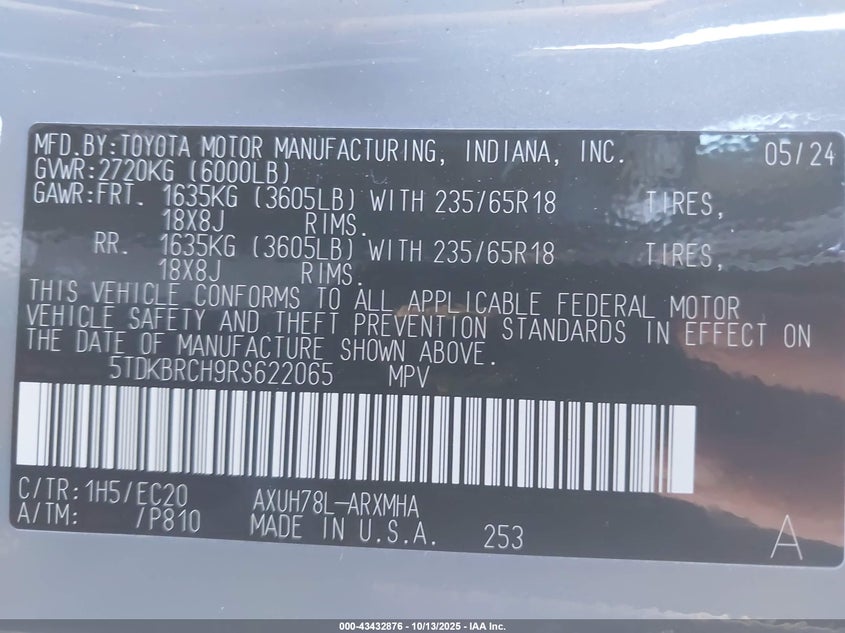 MFD.BY:TOYOTA MOTOR MANUFACTURING, INDIANA, INC. 05/24
GVWR:2720KG (6000LB)
GAWR:FRT. 1635KG (3605LB) WITH 235/65R18 TIRES,
18X8J RIMS.
RR. 1635KG (3605LB) WITH 235/65R18 TIRES,
18X8J RIMS.
THIS VEHICLE CONFORMS TO ALL APPLICABLE FEDERAL MOTOR
VEHICLE SAFETY AND THEFT PREVENTION STANDARDS IN EFFECT ON
THE DATE OF MANUFACTURE SHOWN ABOVE.
5TDKBRCH9RS622065 MPV
C/TR:1H5/EC20 AXUH78L-ARXMHA
A/TM: /P810 MADE IN U.S.A. 253 A
000-43432876 - 10/13/2025 - IAA Inc.